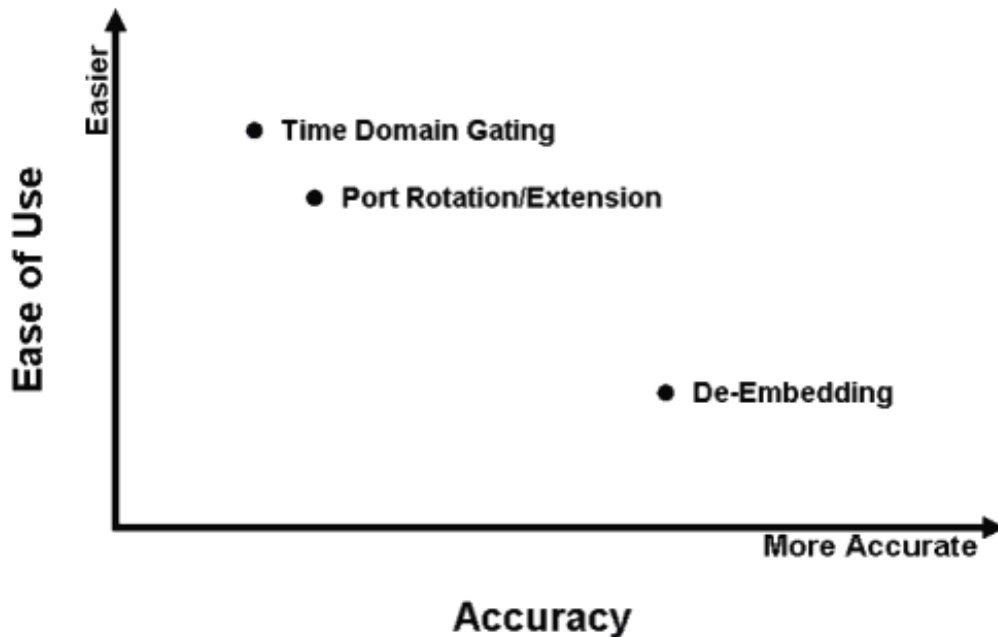 Easier
Ease of Use
Time Domain Gating
Port Rotation/Extension
De-Embedding
More Accurate
Accuracy